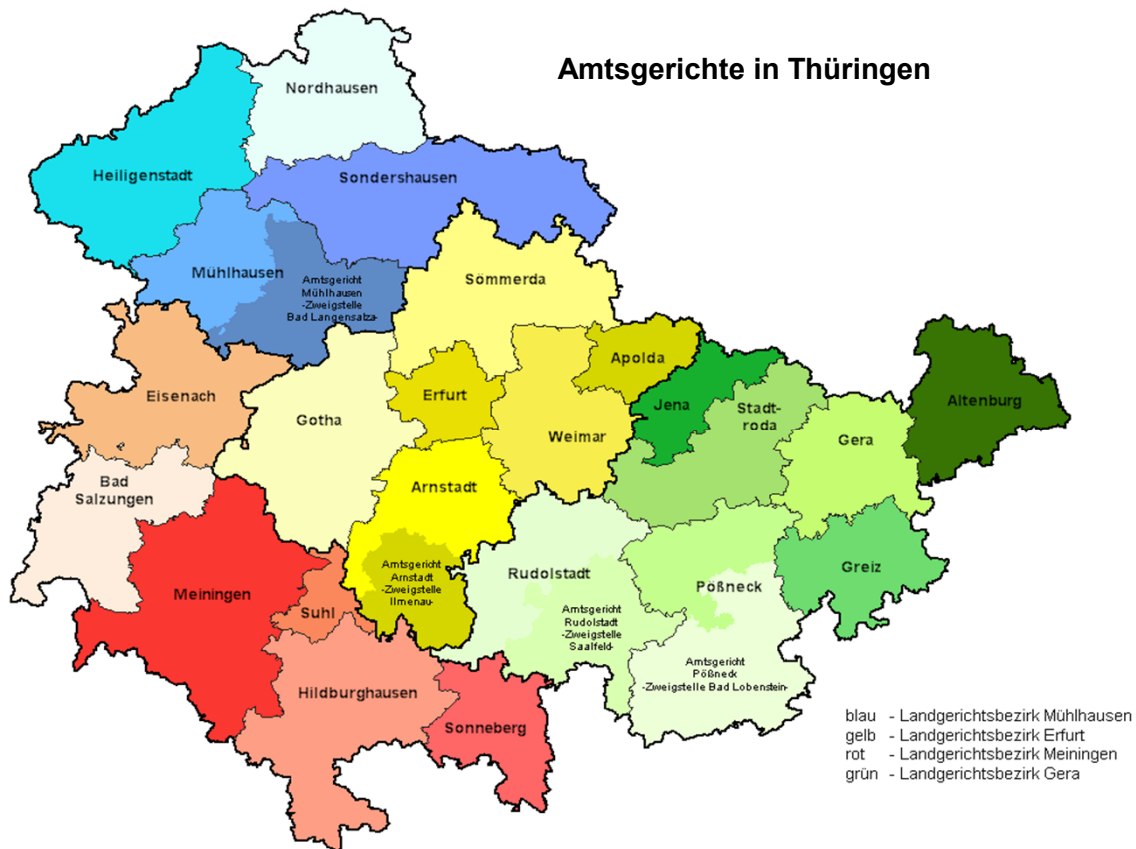 Amtsgerichte in Thüringen
Nordhausen
Heiligenstadt
Sondershausen
Mühlhausen
Amtsgericht
Mühlhausen
-Zweigstelle
Bad Langensalza-
Sömmerda
Apolda
Eisenach
Gotha
Erfurt
Weimar
Jena
Stadt-
roda
Gera
Altenburg
Bad
Salzungen
Arnstadt
Amtsgericht
Arnstadt
-Zweigstelle
Ilmenau-
Meiningen
Suhl
Rudolstadt
Amtsgericht
Rudolstadt
-Zweigstelle
Saalfeld-
Pößneck
Greiz
Amtsgericht
Pößneck
-Zweigstelle Bad Lobenstein-
Hildburghausen
Sonneberg
blau - Landgerichtsbezirk Mühlhausen
gelb - Landgerichtsbezirk Erfurt
rot - Landgerichtsbezirk Meiningen
grün - Landgerichtsbezirk Gera